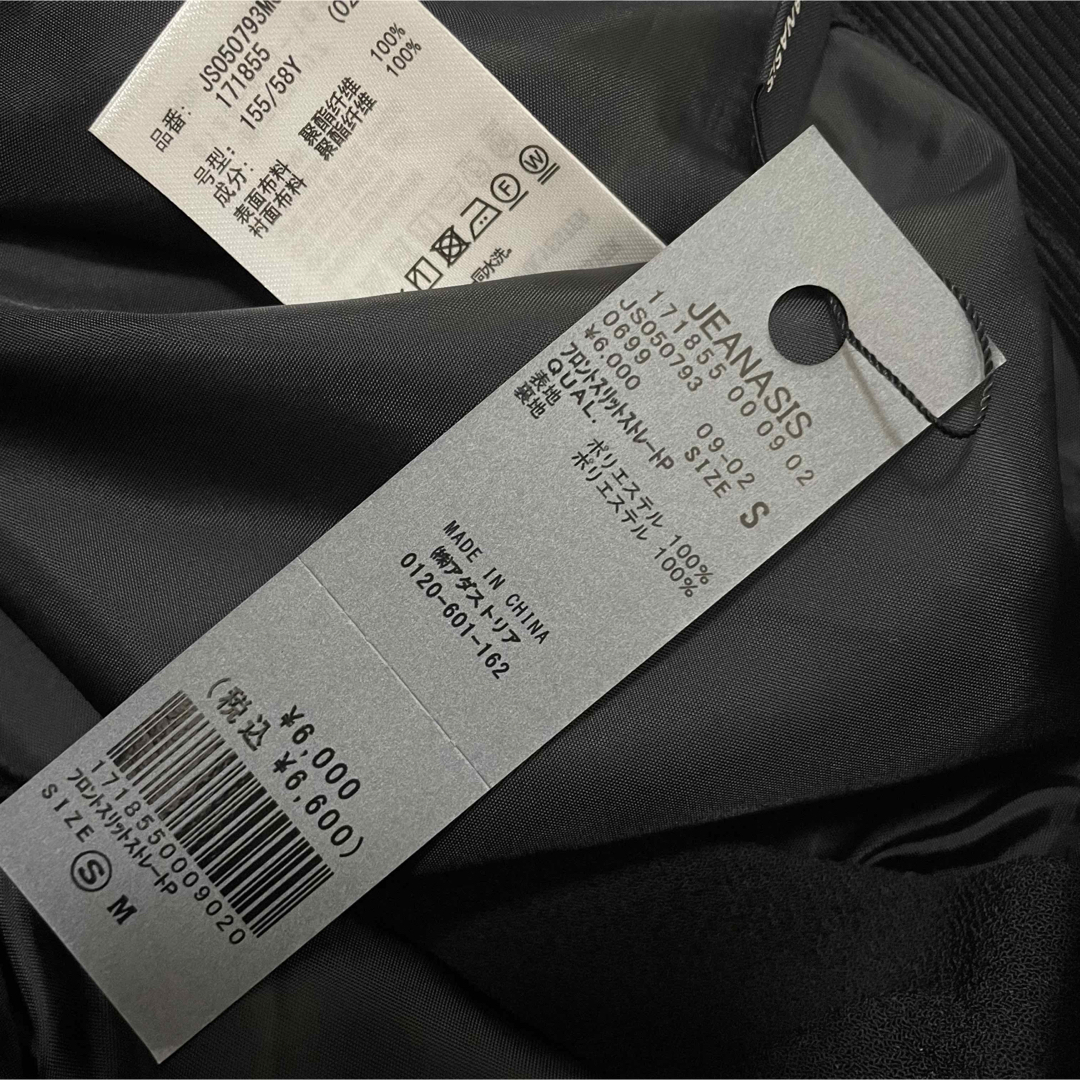 品番: JS050793M
171855 (02
号型: 155/58Y
成分:
表面布料 聚酯纤维 100%
衬面布料 聚酯纤维 100%
W
F
同水洗.
JEANASIS
171855 000902
JS050793
0699 09-02
¥6,000 SIZE S
フロントスリットストレートP
QUAL.
表地 ポリエステル 100%
裏地 ポリエステル 100%
MADE IN CHINA
㈱アダストリア
0120-601-162
¥6,000
(税込 ¥6,600)
1718550009020
フロントスリットストレートP
SIZE Ⓢ M